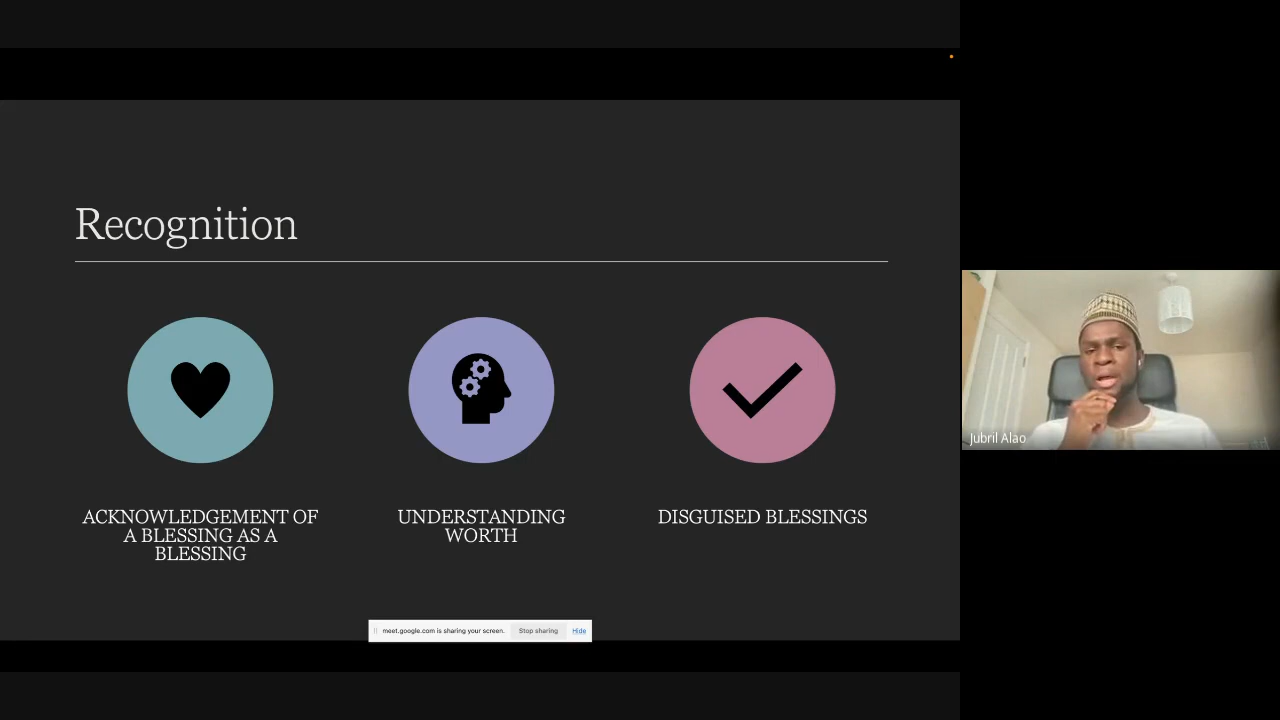 Recognition
ACKNOWLEDGEMENT OF
A BLESSING AS A
BLESSING
UNDERSTANDING
WORTH
DISGUISED BLESSINGS
meet.google.com is sharing your screen. Stop sharing Hide
Jubril Alao